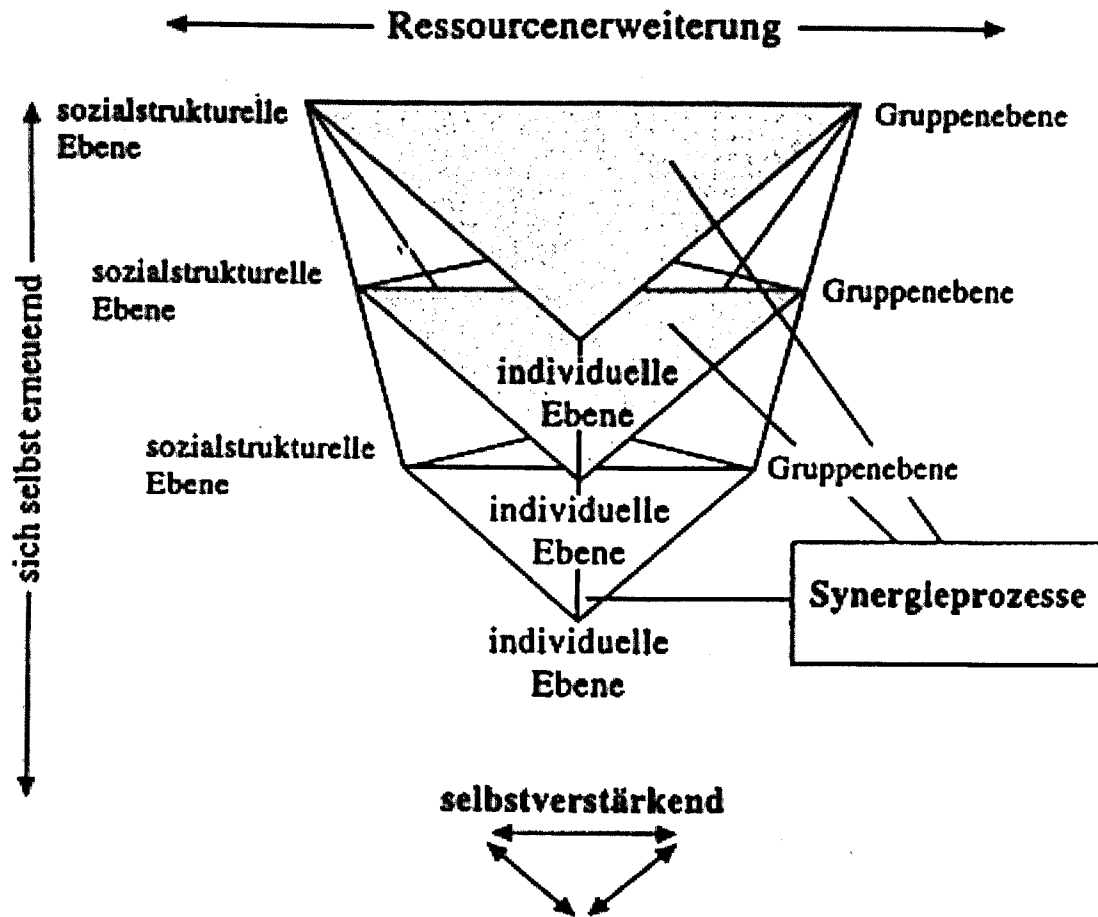 Ressourcenerweiterung
sozialstrukturelle
Ebene
Gruppenebene
sich selbst erneuernd
sozialstrukturelle
Ebene
Gruppenebene
individuelle
Ebene
sozialstrukturelle
Ebene
Gruppenebene
individuelle
Ebene
Synergieprozesse
individuelle
Ebene
selbstverstärkend